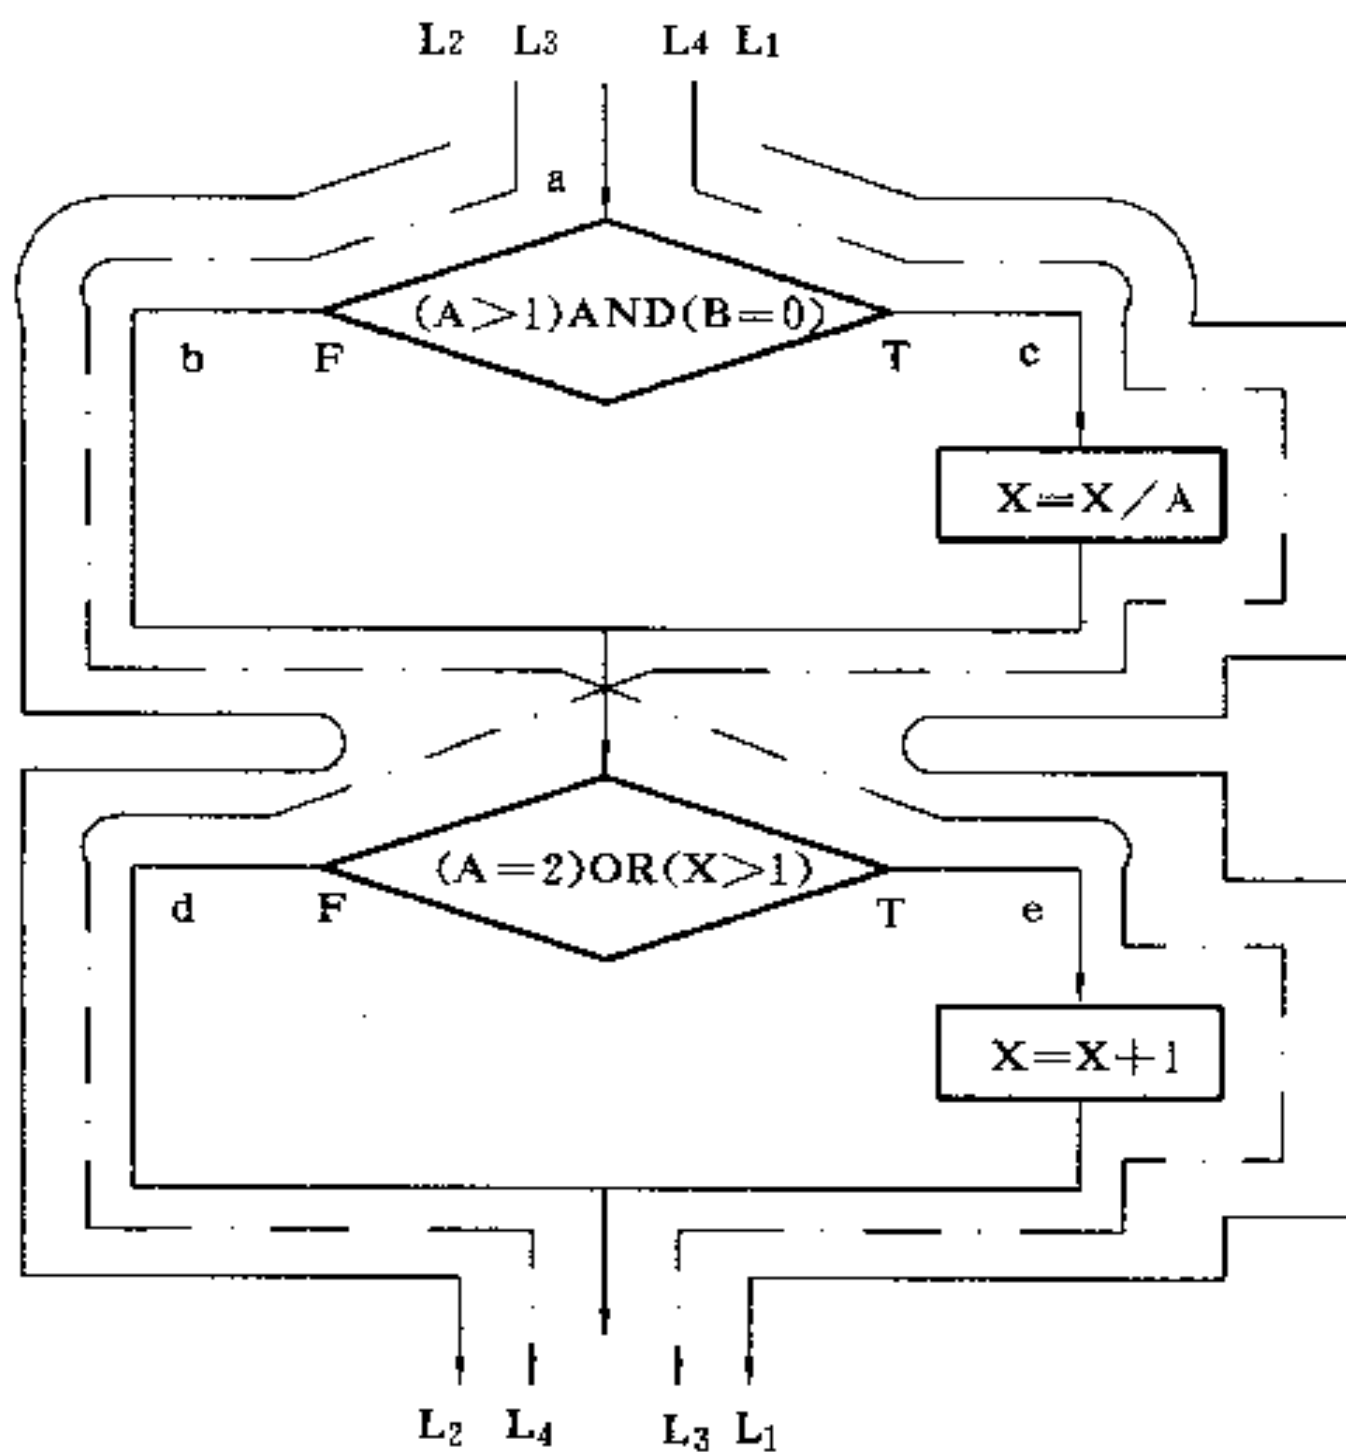 L2 L3 L4 L1
a
(A>1)AND(B=0)
b F T c
X=X/A
(A=2)OR(X>1)
d F T e
X=X+1
L2 L4 L3 L1